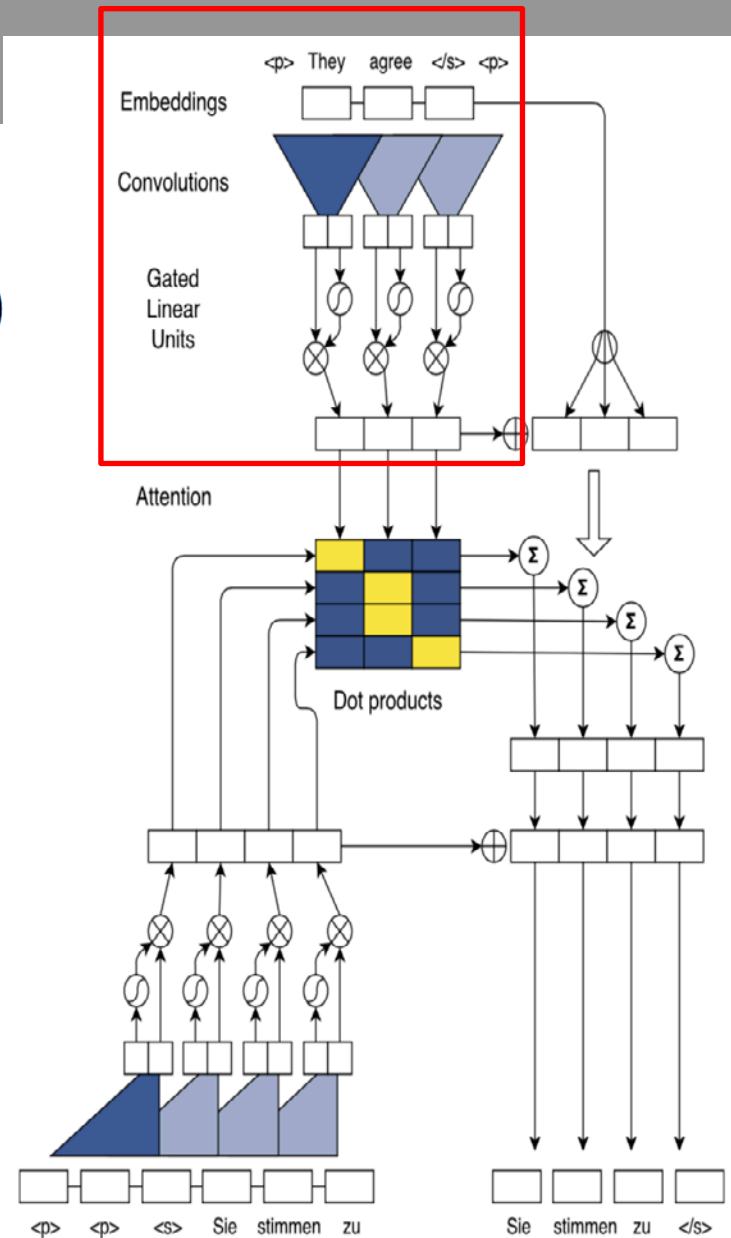 <p> They agree </s> <p>
Embeddings
Convolutions
Gated
Linear
Units
Attention
Σ
Σ
Σ
Σ
Dot products
<p> <p> <s> Sie stimmen zu
Sie stimmen zu </s>